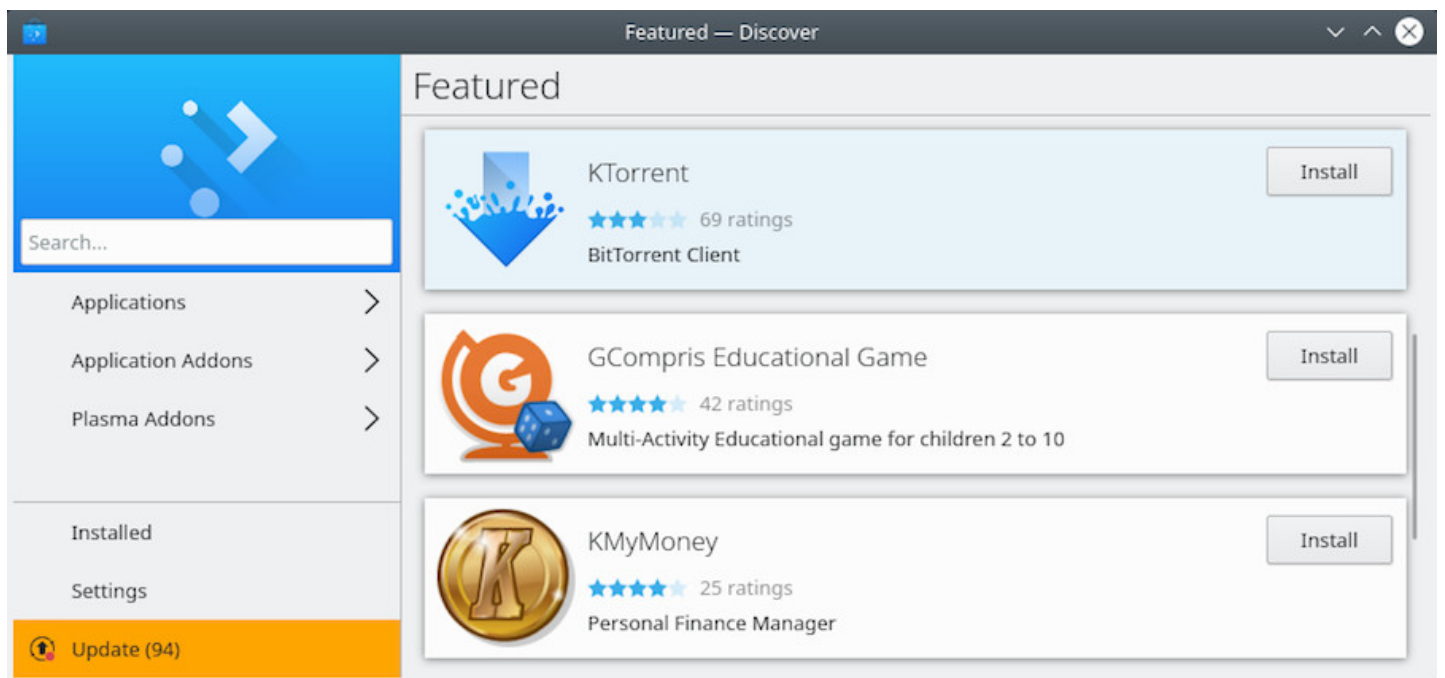 Featured — Discover
Search...
Applications
Application Addons
Plasma Addons
Installed
Settings
Update (94)
Featured
KTorrent
Install
69 ratings
BitTorrent Client
G
GCompris Educational Game
Install
42 ratings
Multi-Activity Educational game for children 2 to 10
K
KMyMoney
Install
25 ratings
Personal Finance Manager